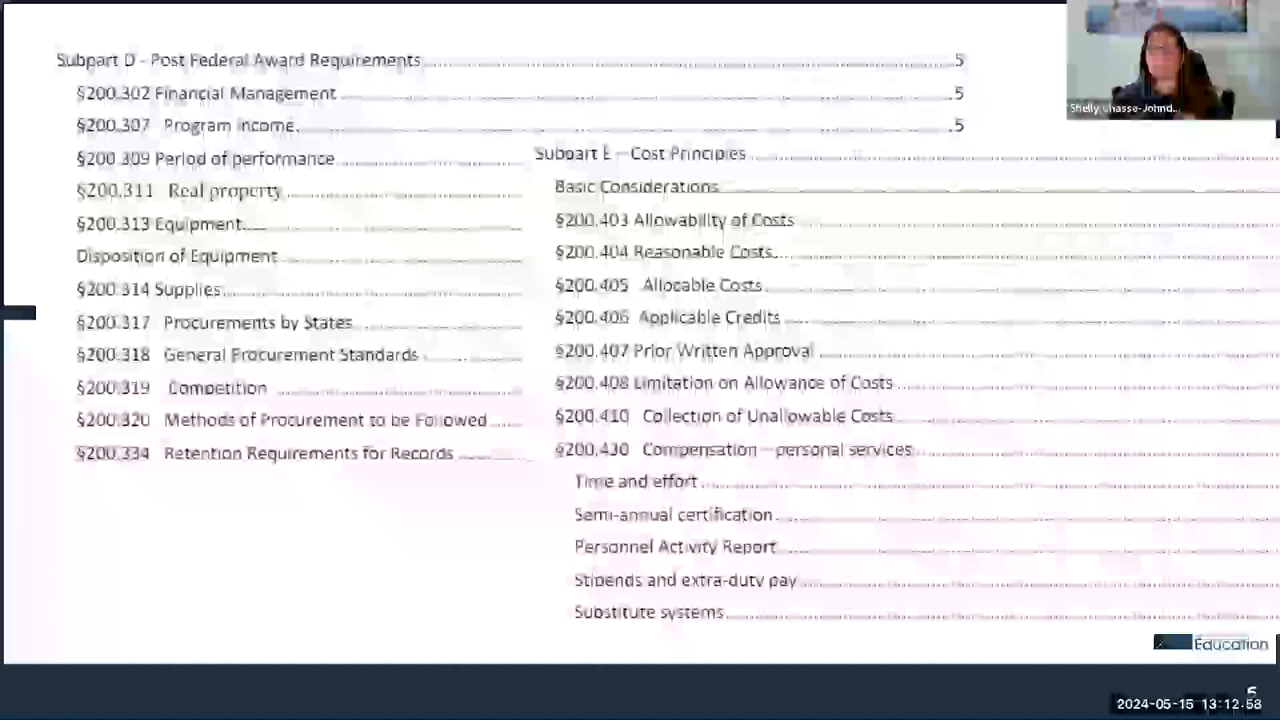 Subpart D - Post Federal Award Requirements 5
§200.302 Financial Management 5
§200.307 Program Income 5
§200.309 Period of performance
§200.311 Real property
§200.313 Equipment
Disposition of Equipment
§200.314 Supplies
§200.317 Procurements by States
§200.318 General Procurement Standards
§200.319 Competition
§200.320 Methods of Procurement to be Followed
§200.334 Retention Requirements for Records
Subpart E – Cost Principles
Basic Considerations
§200.403 Allowability of Costs
§200.404 Reasonable Costs
§200.405 Allocable Costs
§200.406 Applicable Credits
§200.407 Prior Written Approval
§200.408 Limitation on Allowance of Costs
§200.410 Collection of Unallowable Costs
§200.430 Compensation – personal services
Time and effort
Semi-annual certification
Personnel Activity Report
Stipends and extra-duty pay
Substitute systems
Shelly Chasse-Johnd...
Education
2024-05-15 13:12:58